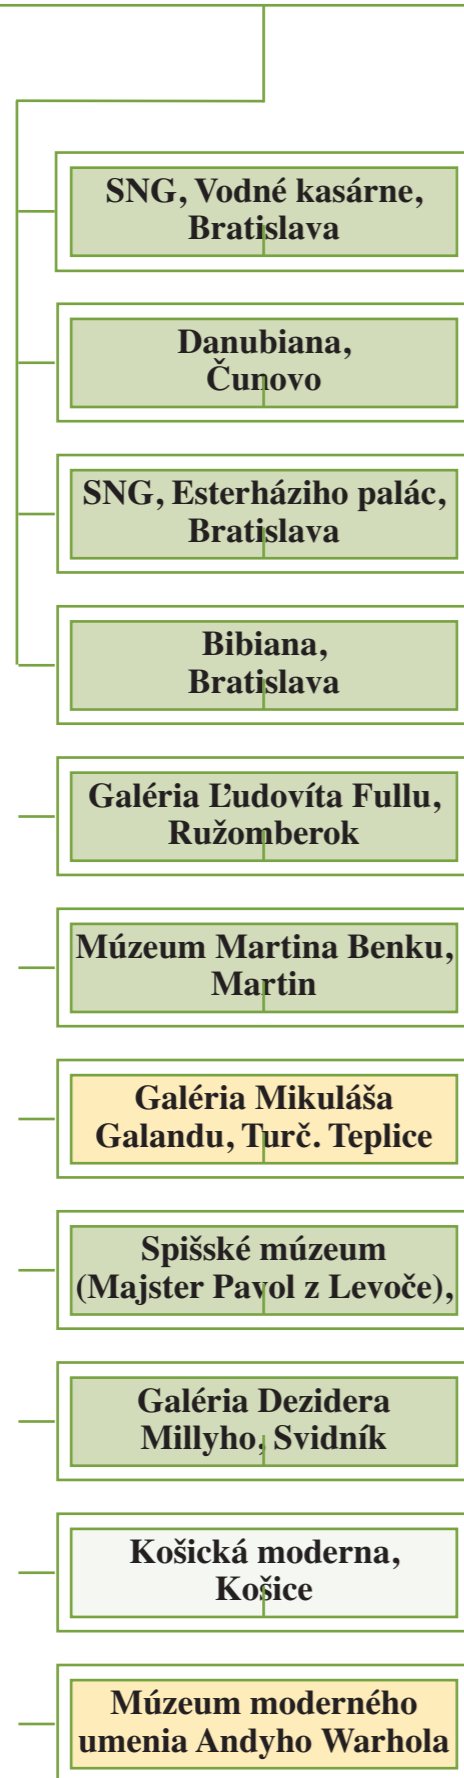 SNG, Vodné kasárne,
Bratislava
Danubiana,
Čunovo
SNG, Esterháziho palác,
Bratislava
Bibiana,
Bratislava
Galéria Ľudovíta Fullu,
Ružomberok
Múzeum Martina Benku,
Martin
Galéria Mikuláša
Galandu, Turč. Teplice
Spišské múzeum
(Majster Pavol z Levoče),
Galéria Dezidera
Millyho, Svidník
Košická moderna,
Košice
Múzeum moderného
umenia Andyho Warhola